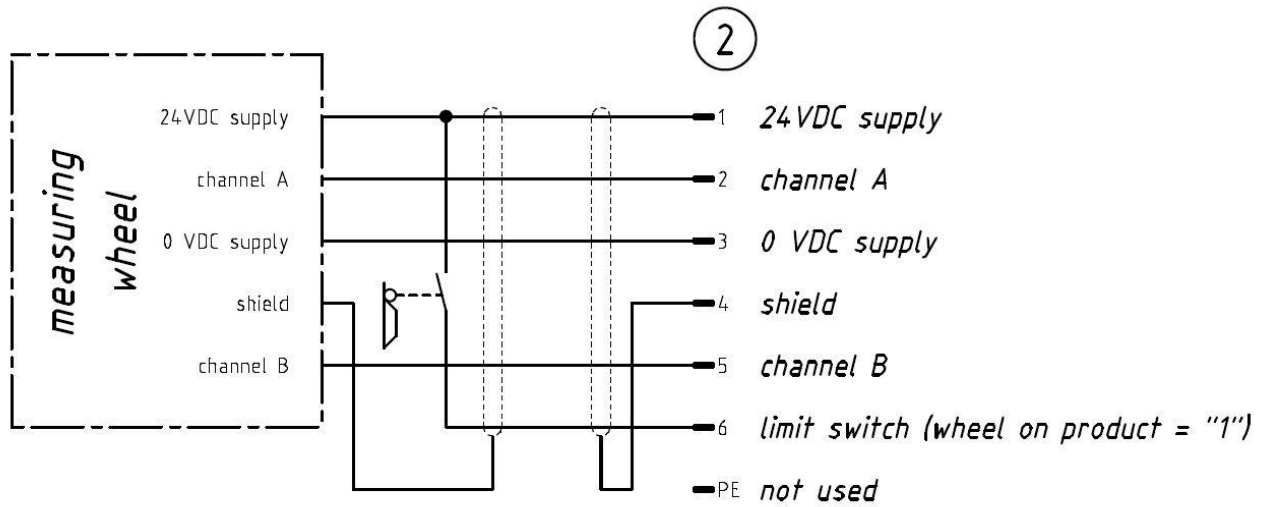 2
measuring
wheel
24VDC supply
channel A
0 VDC supply
shield
channel B
1 24VDC supply
2 channel A
3 0 VDC supply
4 shield
5 channel B
6 limit switch (wheel on product = "1")
PE not used